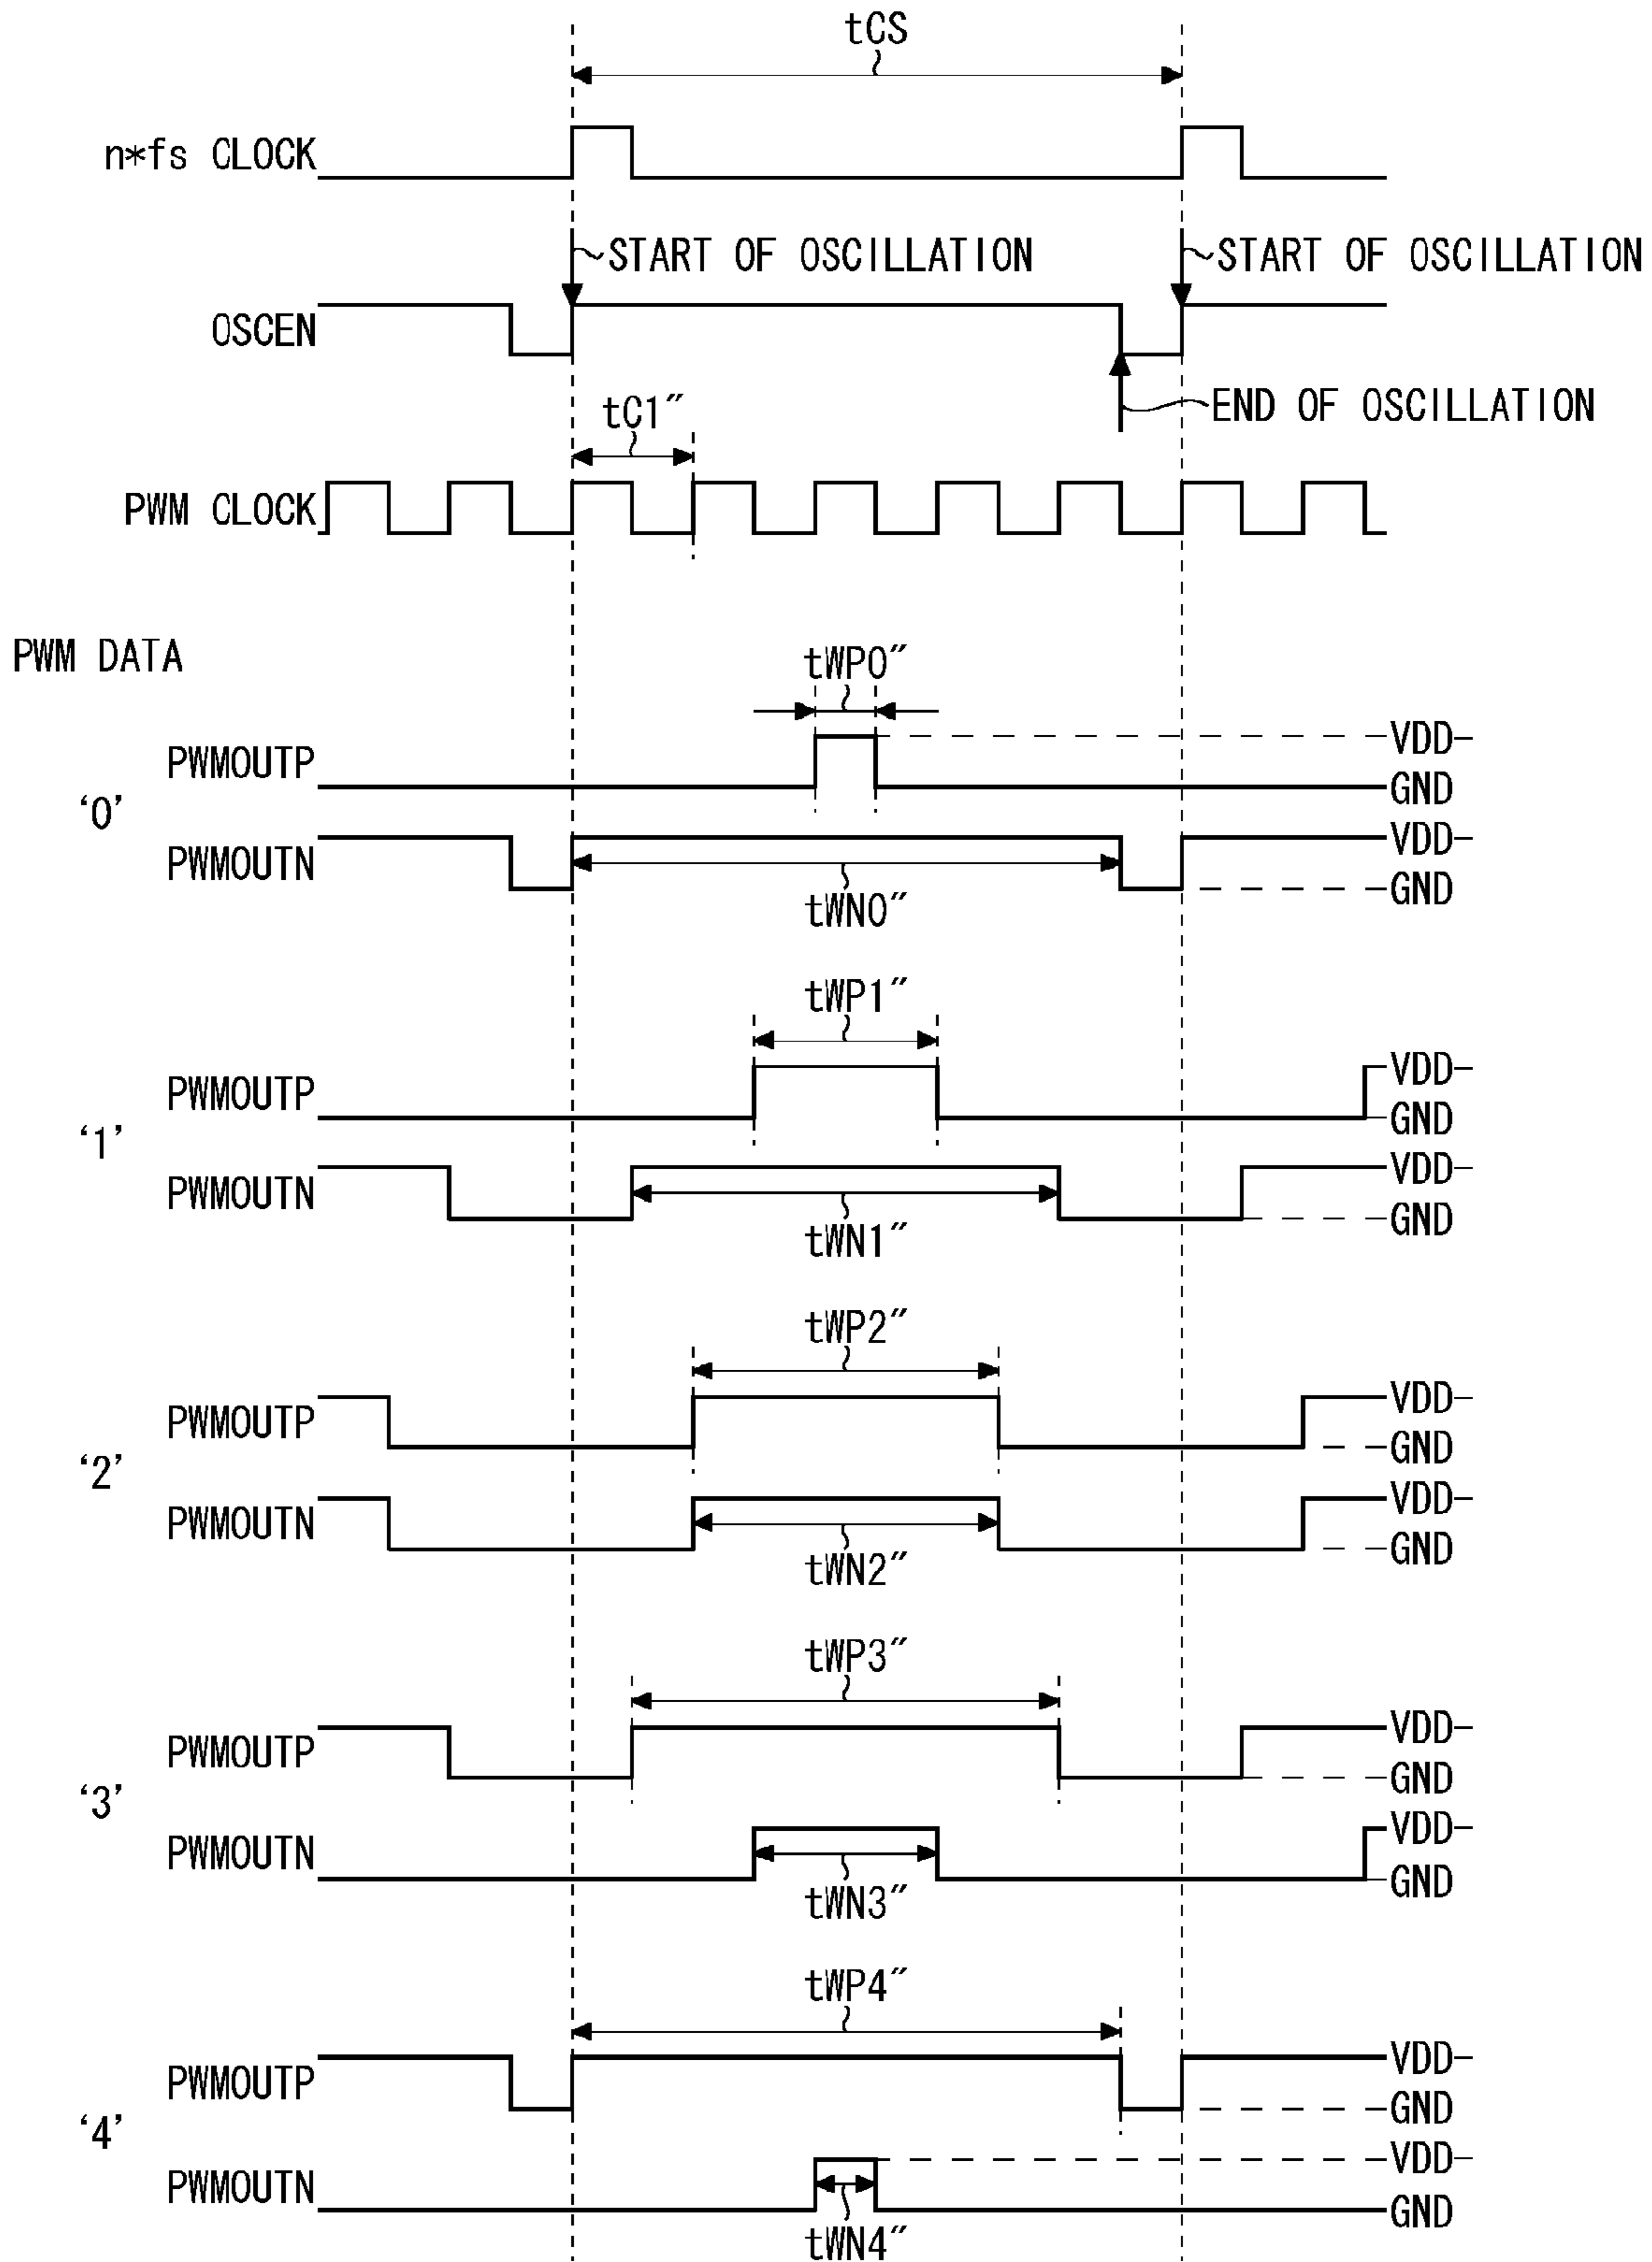 tCS
n*fs CLOCK
START OF OSCILLATION
START OF OSCILLATION
OSCEN
END OF OSCILLATION
tC1″
PWM CLOCK
PWM DATA
tWP0″
VDD
PWMOUTP
GND
‘0’
VDD
PWMOUTN
GND
tWN0″
tWP1″
VDD
PWMOUTP
GND
‘1’
VDD
PWMOUTN
GND
tWN1″
tWP2″
VDD
PWMOUTP
GND
‘2’
VDD
PWMOUTN
GND
tWN2″
tWP3″
VDD
PWMOUTP
GND
‘3’
VDD
PWMOUTN
GND
tWN3″
tWP4″
VDD
PWMOUTP
GND
‘4’
VDD
PWMOUTN
GND
tWN4″